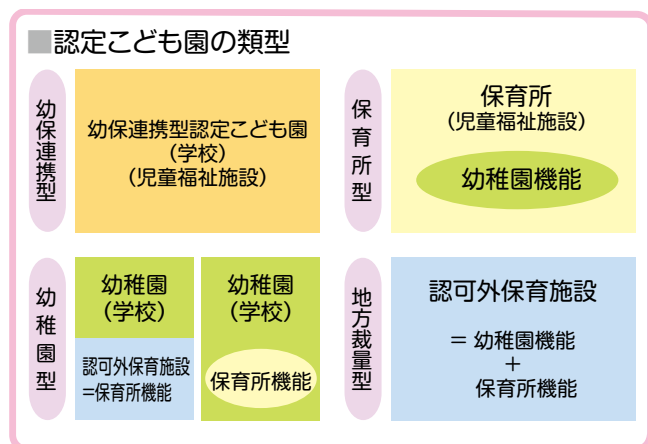 ■認定こども園の類型
幼保連携型
幼保連携型認定こども園
(学校)
(児童福祉施設)
保育所型
保育所
(児童福祉施設)
幼稚園機能
幼稚園型
幼稚園
(学校)
認可外保育施設
=保育所機能
幼稚園
(学校)
保育所機能
地方裁量型
認可外保育施設
= 幼稚園機能
+
保育所機能